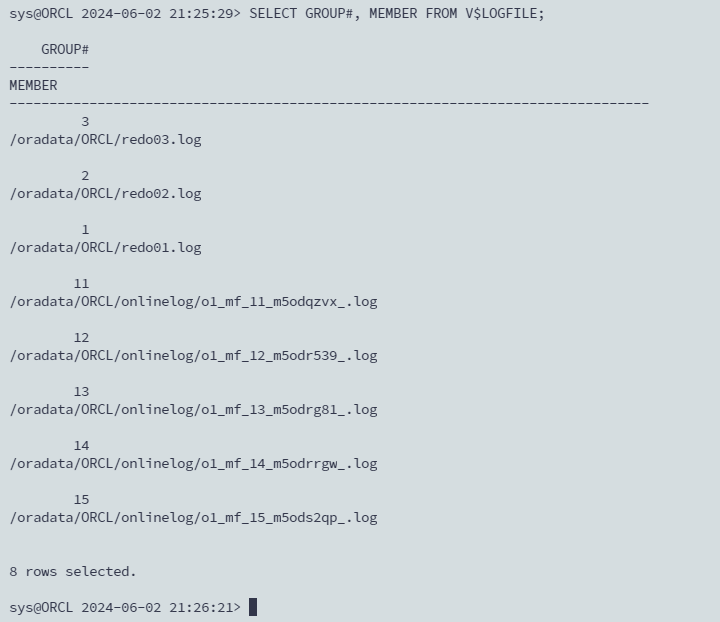 sys@ORCL 2024-06-02 21:25:29> SELECT GROUP#, MEMBER FROM V$LOGFILE;
    GROUP#
----------
MEMBER
--------------------------------------------------------------------------------
         3
/oradata/ORCL/redo03.log
         2
/oradata/ORCL/redo02.log
         1
/oradata/ORCL/redo01.log
        11
/oradata/ORCL/onlinelog/o1_mf_11_m5odqzvx_.log
        12
/oradata/ORCL/onlinelog/o1_mf_12_m5odr539_.log
        13
/oradata/ORCL/onlinelog/o1_mf_13_m5odrg81_.log
        14
/oradata/ORCL/onlinelog/o1_mf_14_m5odrrgw_.log
        15
/oradata/ORCL/onlinelog/o1_mf_15_m5ods2qp_.log
8 rows selected.
sys@ORCL 2024-06-02 21:26:21>